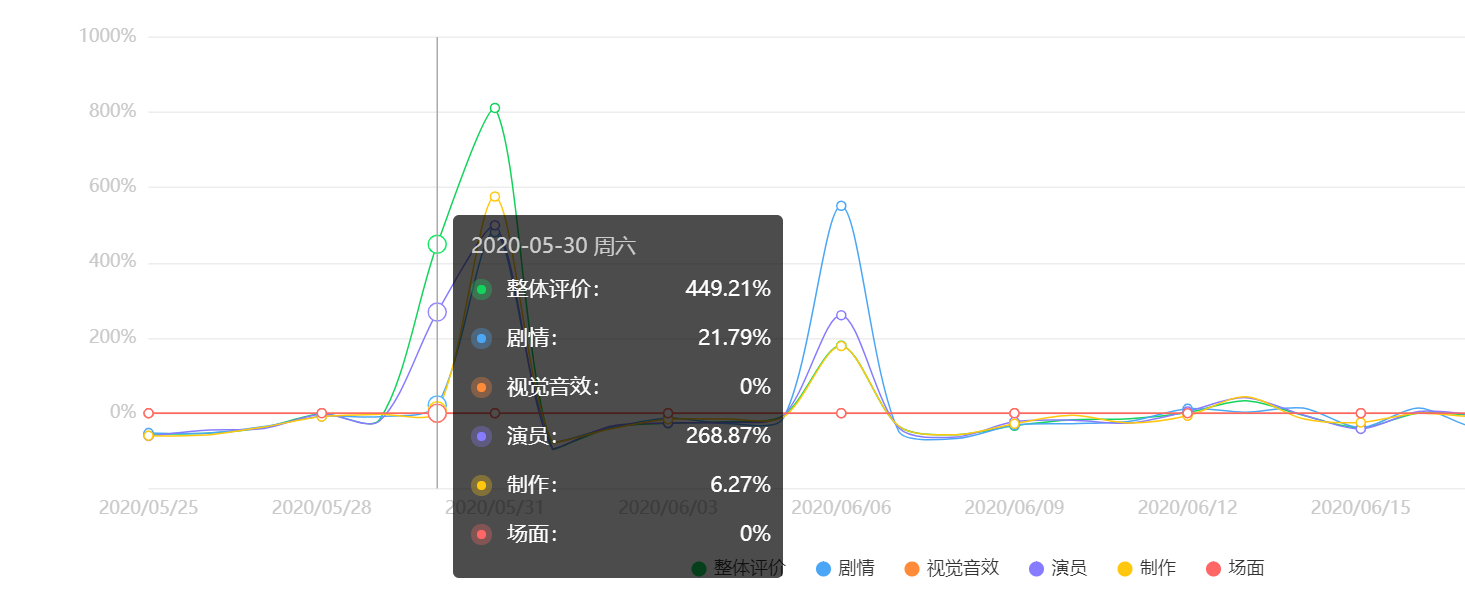 1000%
800%
600%
400%
200%
0%
2020-05-30 周六
整体评价： 449.21%
剧情： 21.79%
视觉音效： 0%
演员： 268.87%
制作： 6.27%
场面： 0%
2020/05/25 2020/05/28 2020/05/31 2020/06/03 2020/06/06 2020/06/09 2020/06/12 2020/06/15
整体评价 剧情 视觉音效 演员 制作 场面